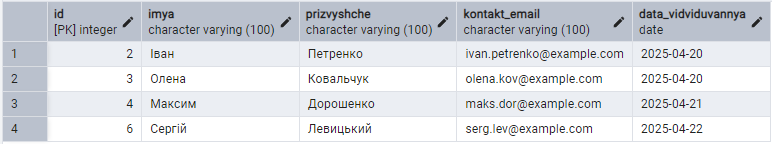 id imya prizvyshche kontakt_email data_vidviduvannya
[PK] integer character varying (100) character varying (100) character varying (100) date
1 2 Іван Петренко ivan.petrenko@example.com 2025-04-20
2 3 Олена Ковальчук olena.kov@example.com 2025-04-20
3 4 Максим Дорошенко maks.dor@example.com 2025-04-21
4 6 Сергій Левицький serg.lev@example.com 2025-04-22